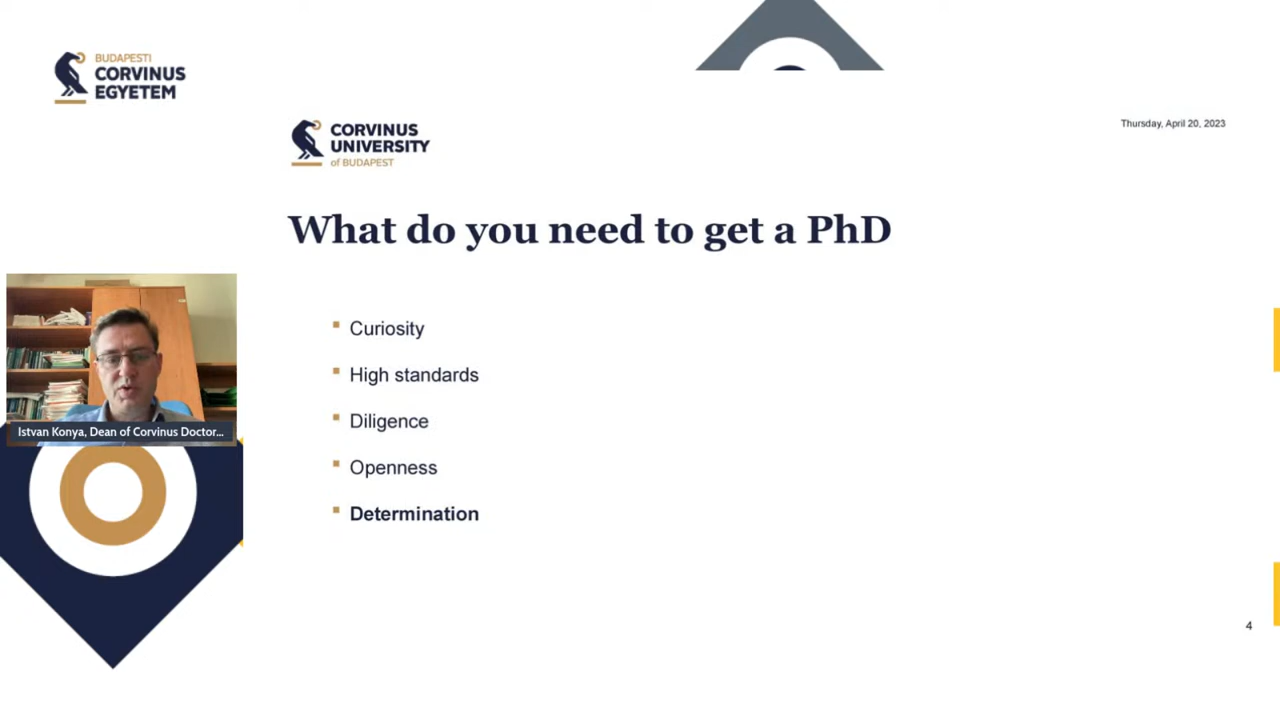 BUDAPESTI
CORVINUS
EGYETEM
CORVINUS
UNIVERSITY
of BUDAPEST
Thursday, April 20, 2023
What do you need to get a PhD
Curiosity
High standards
Diligence
Openness
Determination
Istvan Konya, Dean of Corvinus Doctor...
4